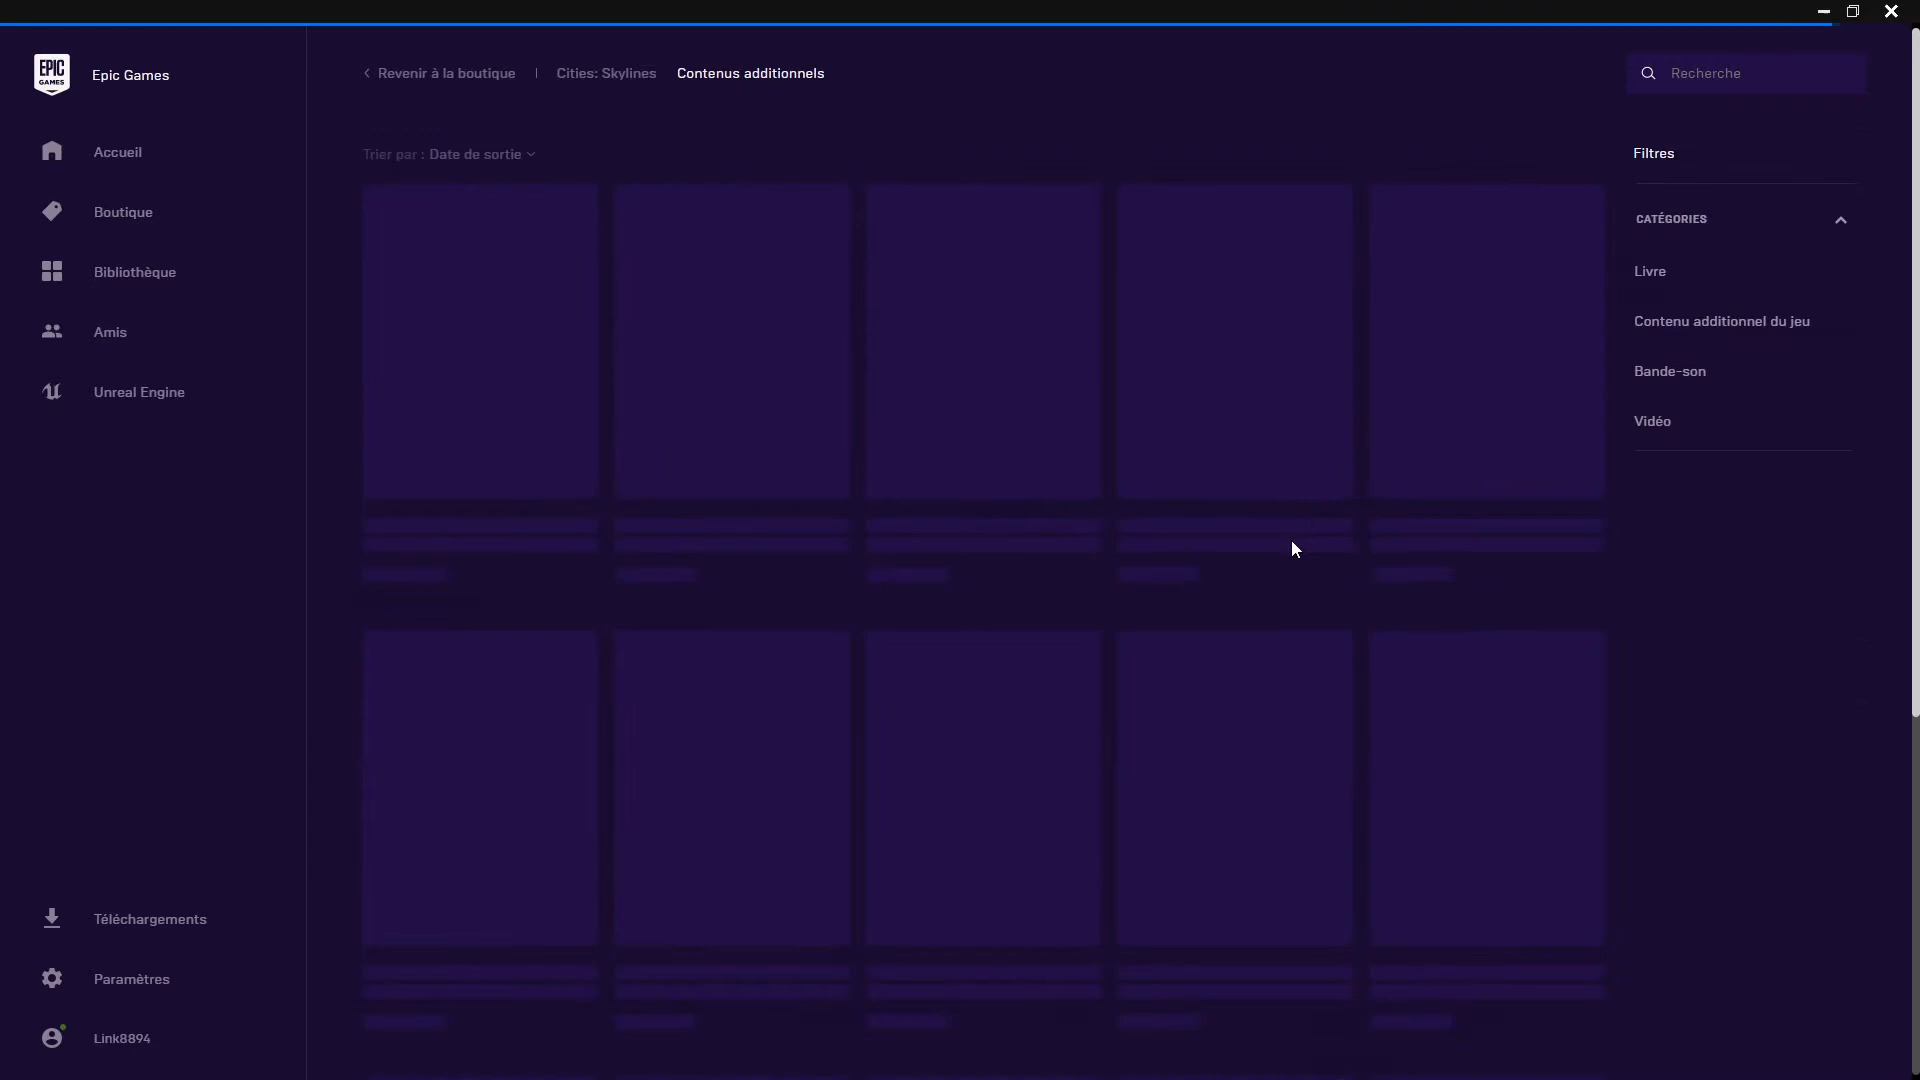 EPIC
GAMES
Epic Games
Accueil
Boutique
Bibliothèque
Amis
Unreal Engine
Téléchargements
Paramètres
Link8894
Revenir à la boutique | Cities: Skylines Contenus additionnels
Recherche
Trier par : Date de sortie
Filtres
CATÉGORIES
Livre
Contenu additionnel du jeu
Bande-son
Vidéo